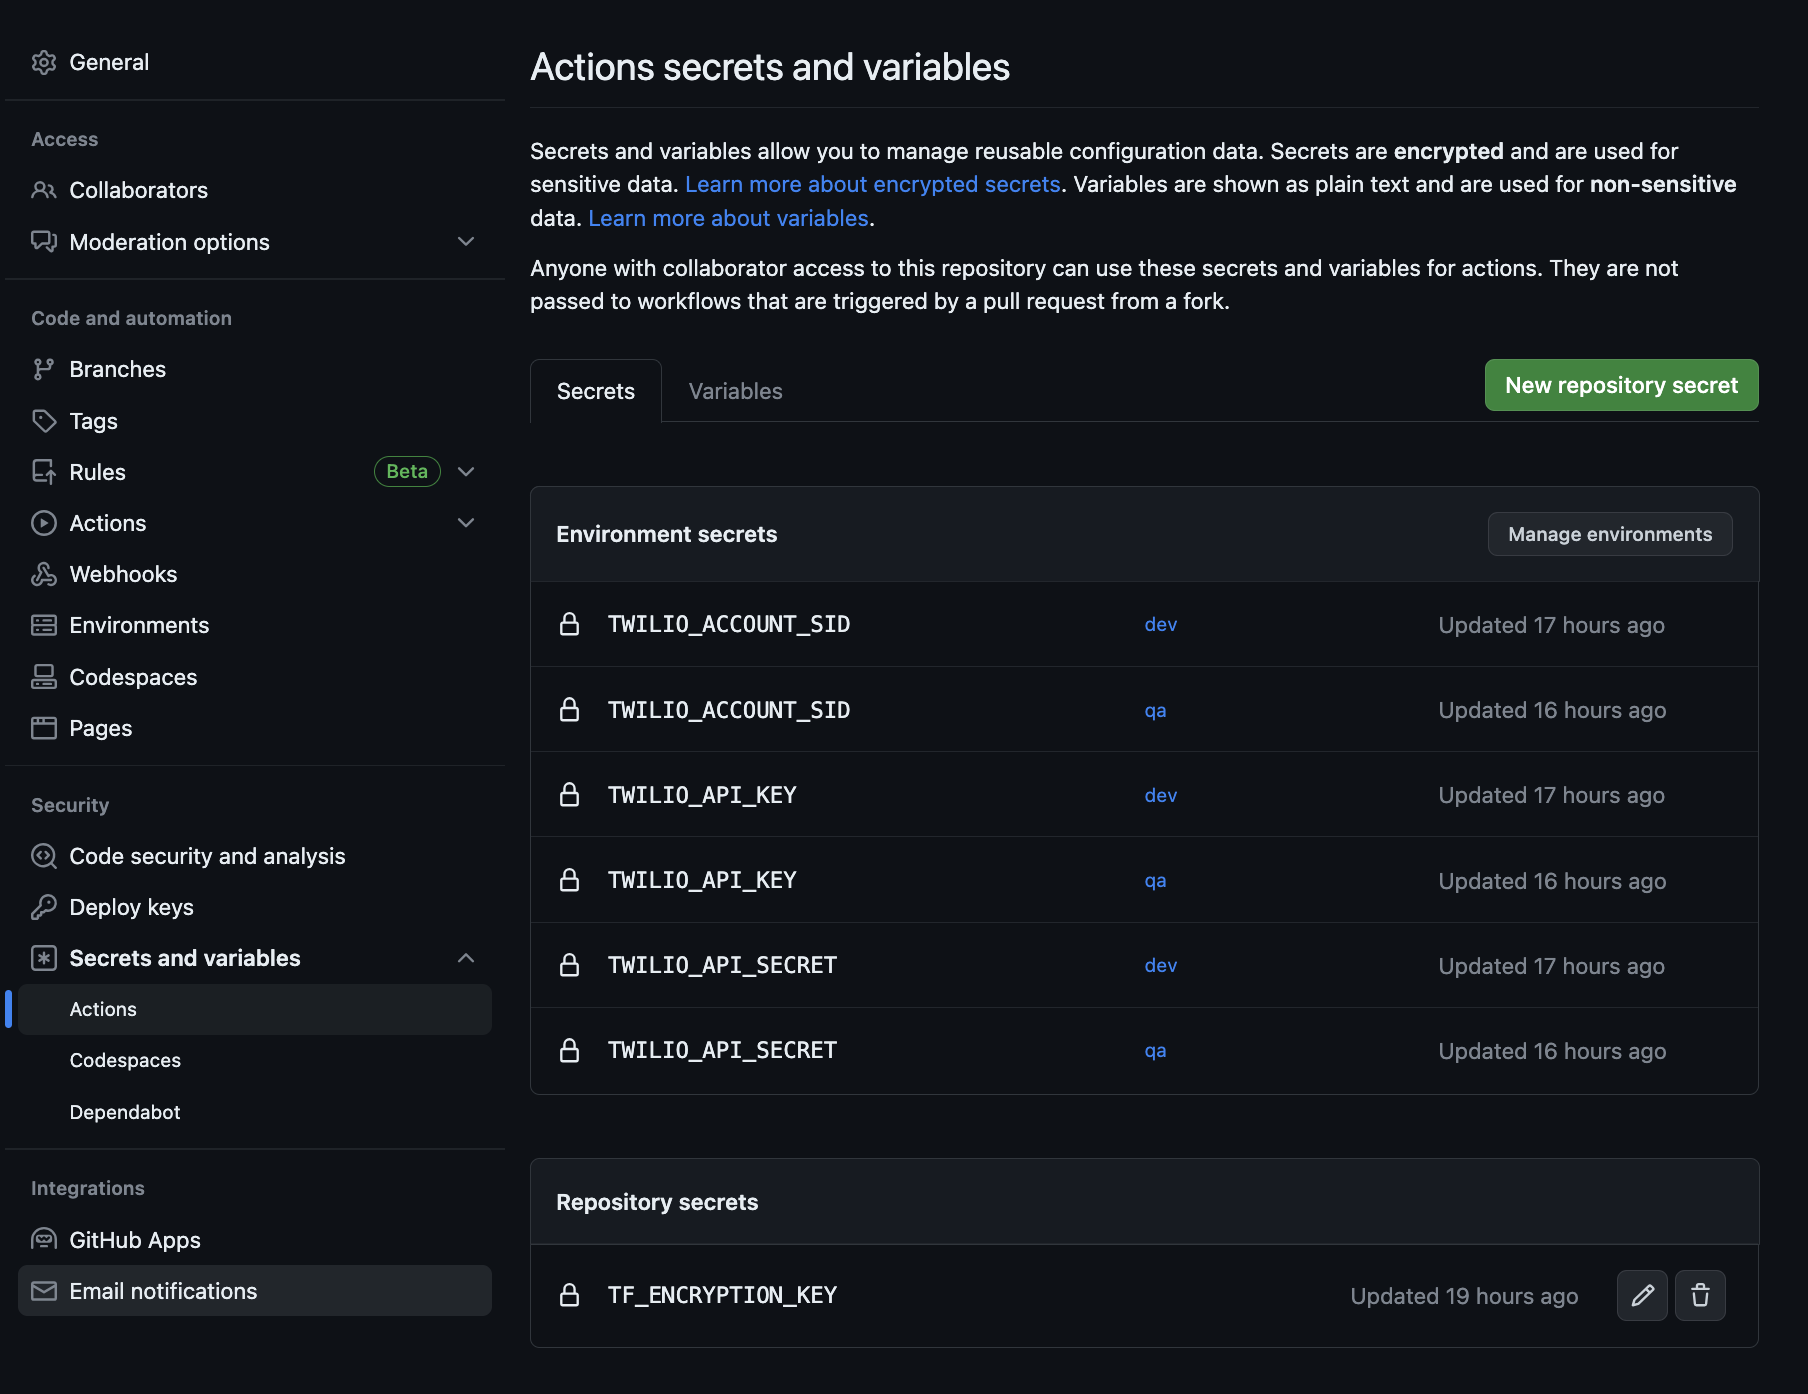 General
Access
Collaborators
Moderation options
Code and automation
Branches
Tags
Rules Beta
Actions
Webhooks
Environments
Codespaces
Pages
Security
Code security and analysis
Deploy keys
Secrets and variables
Actions
Codespaces
Dependabot
Integrations
GitHub Apps
Email notifications
Actions secrets and variables
Secrets and variables allow you to manage reusable configuration data. Secrets are encrypted and are used for
sensitive data. Learn more about encrypted secrets. Variables are shown as plain text and are used for non-sensitive
data. Learn more about variables.
Anyone with collaborator access to this repository can use these secrets and variables for actions. They are not
passed to workflows that are triggered by a pull request from a fork.
Secrets Variables New repository secret
Environment secrets Manage environments
TWILIO_ACCOUNT_SID dev Updated 17 hours ago
TWILIO_ACCOUNT_SID qa Updated 16 hours ago
TWILIO_API_KEY dev Updated 17 hours ago
TWILIO_API_KEY qa Updated 16 hours ago
TWILIO_API_SECRET dev Updated 17 hours ago
TWILIO_API_SECRET qa Updated 16 hours ago
Repository secrets
TF_ENCRYPTION_KEY Updated 19 hours ago